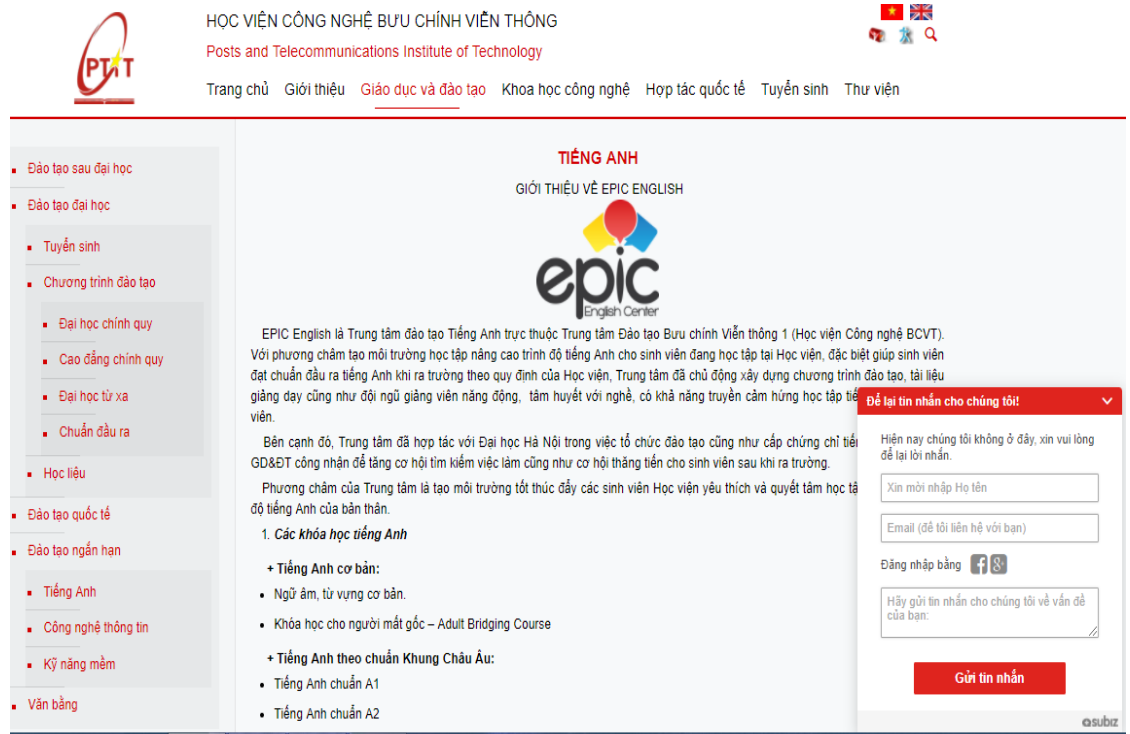 PTiT
HỌC VIỆN CÔNG NGHỆ BƯU CHÍNH VIỄN THÔNG
Posts and Telecommunications Institute of Technology
Trang chủ Giới thiệu Giáo dục và đào tạo Khoa học công nghệ Hợp tác quốc tế Tuyển sinh Thư viện
Đào tạo sau đại học
Đào tạo đại học
Tuyển sinh
Chương trình đào tạo
Đại học chính quy
Cao đẳng chính quy
Đại học từ xa
Chuẩn đầu ra
Học liệu
Đào tạo quốc tế
Đào tạo ngắn hạn
Tiếng Anh
Công nghệ thông tin
Kỹ năng mềm
Văn bằng
TIẾNG ANH
GIỚI THIỆU VỀ EPIC ENGLISH
epic
English Center
EPIC English là Trung tâm đào tạo Tiếng Anh trực thuộc Trung tâm Đào tạo Bưu chính Viễn thông 1 (Học viện Công nghệ BCVT).
Với phương châm tạo môi trường học tập nâng cao trình độ tiếng Anh cho sinh viên đang học tập tại Học viện, đặc biệt giúp sinh viên
đạt chuẩn đầu ra tiếng Anh khi ra trường theo quy định của Học viện, Trung tâm đã chủ động xây dựng chương trình đào tạo, tài liệu
giảng dạy cũng như đội ngũ giảng viên năng động, tâm huyết với nghề, có khả năng truyền cảm hứng học tập
viên.
Bên cạnh đó, Trung tâm đã hợp tác với Đại học Hà Nội trong việc tổ chức đào tạo cũng như cấp chứng chỉ
GD&ĐT công nhận để tăng cơ hội tìm kiếm việc làm cũng như cơ hội thăng tiến cho sinh viên sau khi ra trường.
Phương châm của Trung tâm là tạo môi trường tốt thúc đẩy các sinh viên Học viện yêu thích và quyết tâm
độ tiếng Anh của bản thân.
1. Các khóa học tiếng Anh
+ Tiếng Anh cơ bản:
Ngữ âm, từ vựng cơ bản.
Khóa học cho người mất gốc – Adult Bridging Course
+ Tiếng Anh theo chuẩn Khung Châu Âu:
Tiếng Anh chuẩn A1
Tiếng Anh chuẩn A2
Để lại tin nhắn cho chúng tôi!
Hiện nay chúng tôi không ở đây, xin vui lòng
để lại lời nhắn.
Xin mời nhập Họ tên
Email (để tôi liên hệ với bạn)
Đăng nhập bằng
Hãy gửi tin nhắn cho chúng tôi về vấn đề
của bạn:
Gửi tin nhắn
subiz